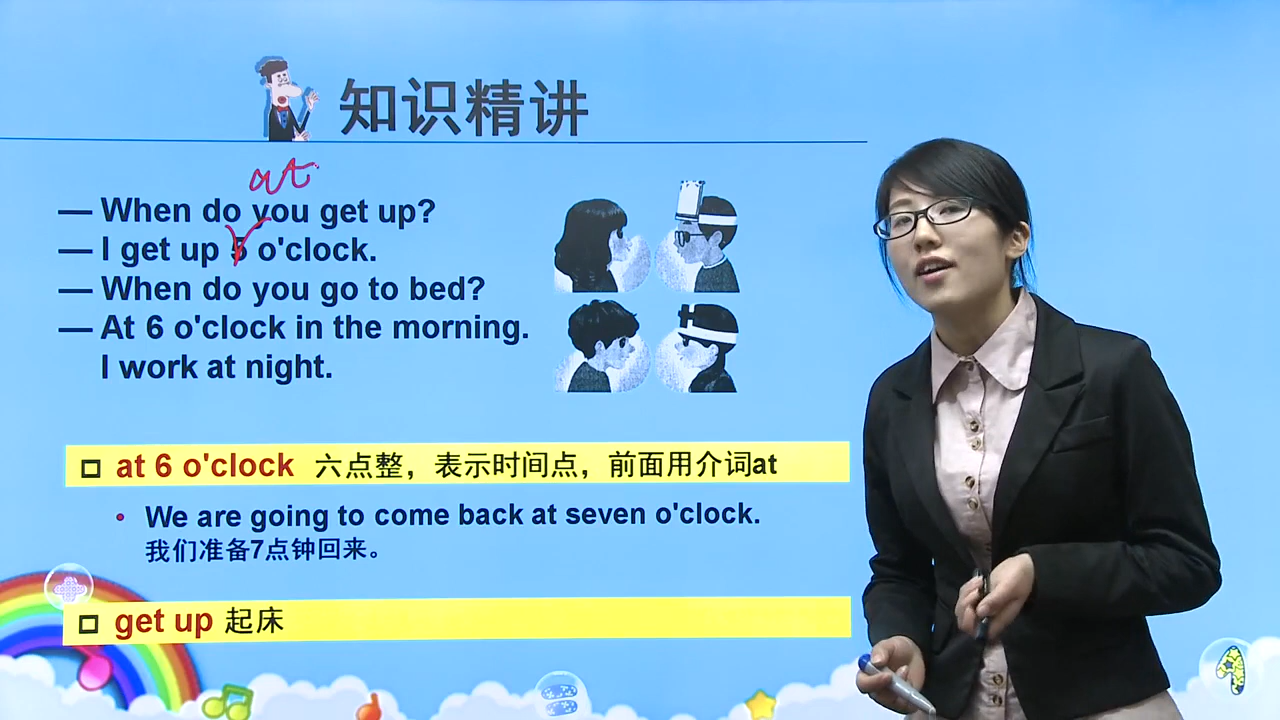 知识精讲
at
— When do you get up?
— I get up 5 o'clock.
— When do you go to bed?
— At 6 o'clock in the morning.
I work at night.
at 6 o'clock 六点整，表示时间点，前面用介词at
• We are going to come back at seven o'clock.
我们准备7点钟回来。
get up 起床